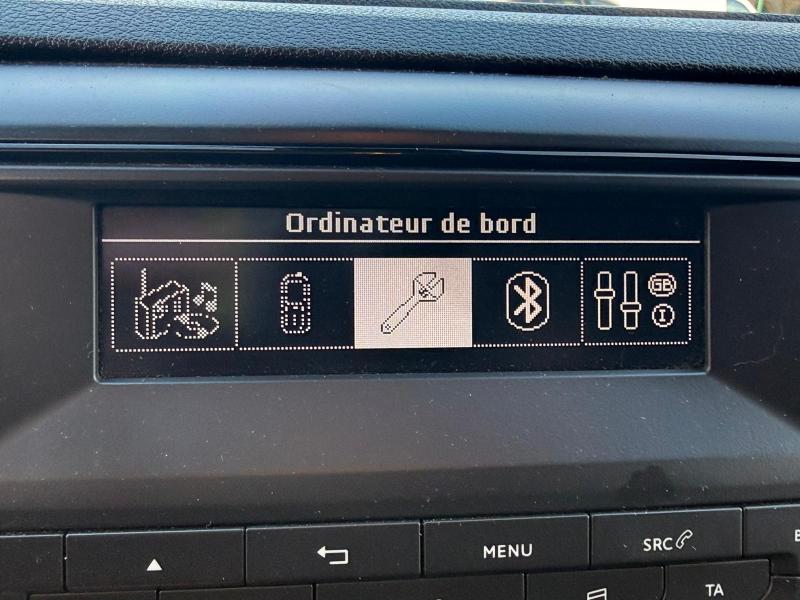 Ordinateur de bord
GB
I
MENU
SRC
TA